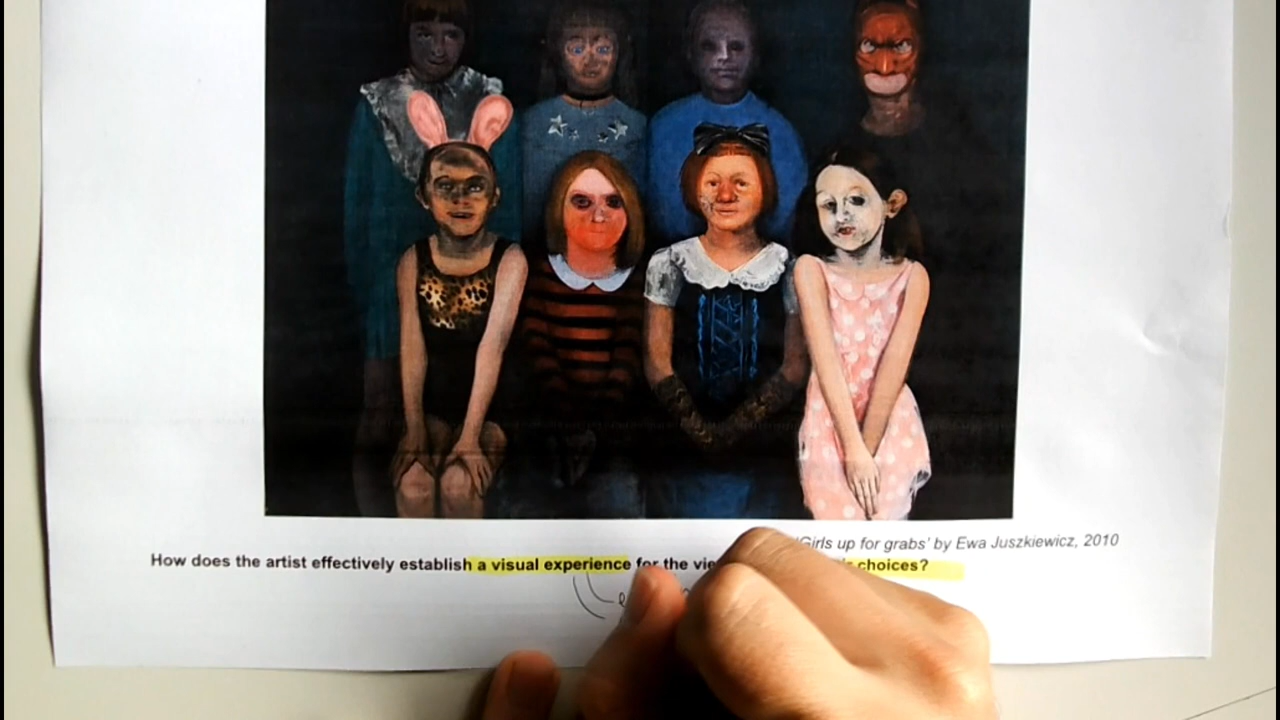 'Girls up for grabs' by Ewa Juszkiewicz, 2010
How does the artist effectively establish a visual experience for the choices?